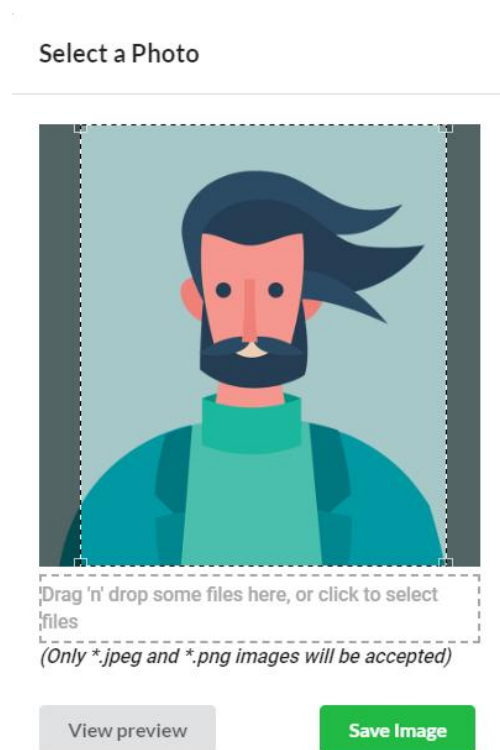 Select a Photo
Drag 'n' drop some files here, or click to select
files
(Only *.jpeg and *.png images will be accepted)
View preview
Save Image